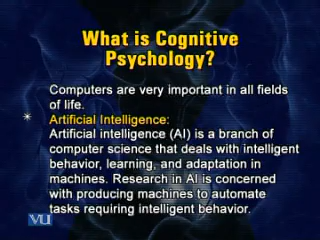 What is Cognitive
Psychology?
Computers are very important in all fields
of life.
Artificial Intelligence:
Artificial intelligence (AI) is a branch of
computer science that deals with intelligent
behavior, learning, and adaptation in
machines. Research in AI is concerned
with producing machines to automate
tasks requiring intelligent behavior.
VU